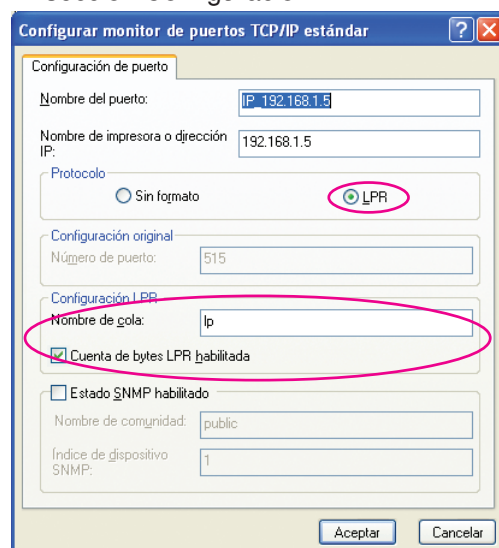 Configurar monitor de puertos TCP/IP estándar
Configuración de puerto
Nombre del puerto: IP_192.168.1.5
Nombre de impresora o dirección IP: 192.168.1.5
Protocolo
Sin formato LPR
Configuración original
Número de puerto: 515
Configuración LPR
Nombre de cola: lp
Cuenta de bytes LPR habilitada
Estado SNMP habilitado
Nombre de comunidad: public
Índice de dispositivo SNMP: 1
Aceptar Cancelar